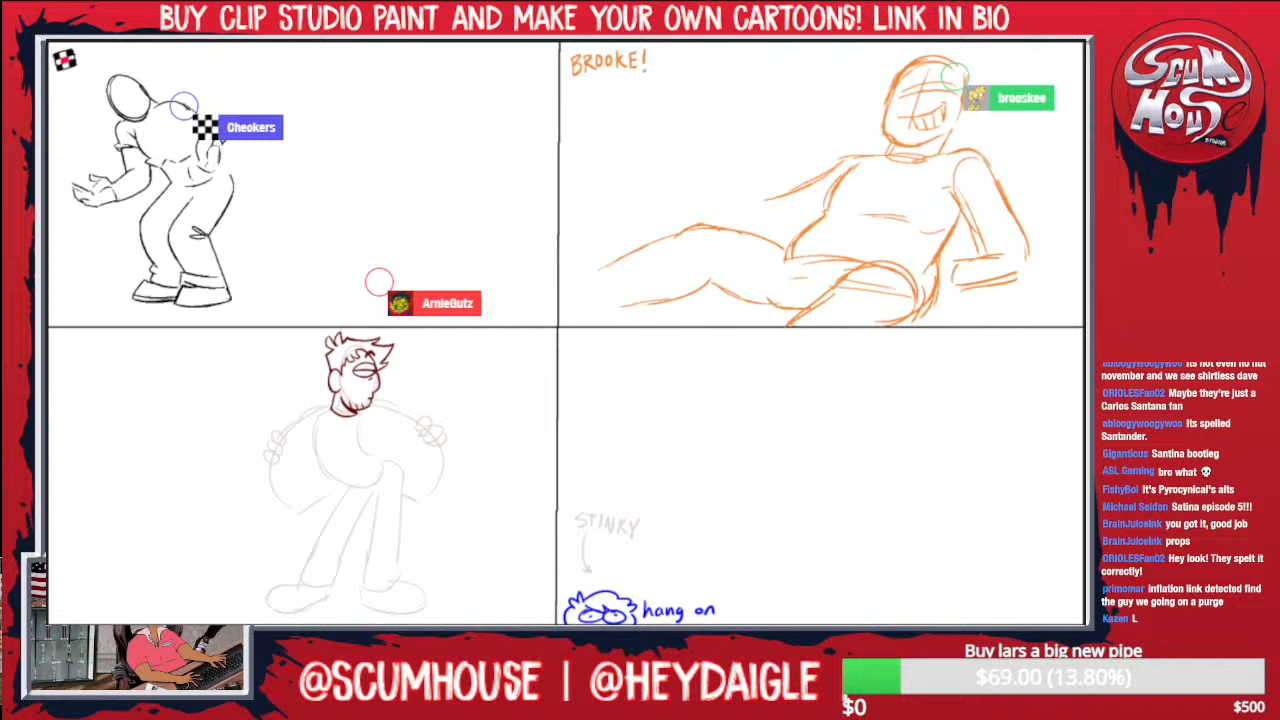 BUY CLIP STUDIO PAINT AND MAKE YOUR OWN CARTOONS! LINK IN BIO
SCUM
HOUSE
STUDIOS
BROOKE!
brooskee
Cheokers
ArnieGutz
STINKY
hang on
abloogywoogywoo Its not even no nut
november and we see shirtless dave
ORIOLESFan02 Maybe they're just a
Carlos Santana fan
abloogywoogywoo Its spelled
Santander.
Giganticus Santina bootleg
ASL Gaming bro what 💀
FishyBoi It's Pyrocynical's alts
Michael Seldon Satina episode 5!!!
BrainJuiceInk you got it, good job
BrainJuiceInk props
ORIOLESFan02 Hey look! They spelt it
correctly!
primomar inflation link detected find
the guy we going on a purge
Kazen L
@SCUMHOUSE | @HEYDAIGLE
Buy lars a big new pipe
$69.00 (13.80%)
$0
$500